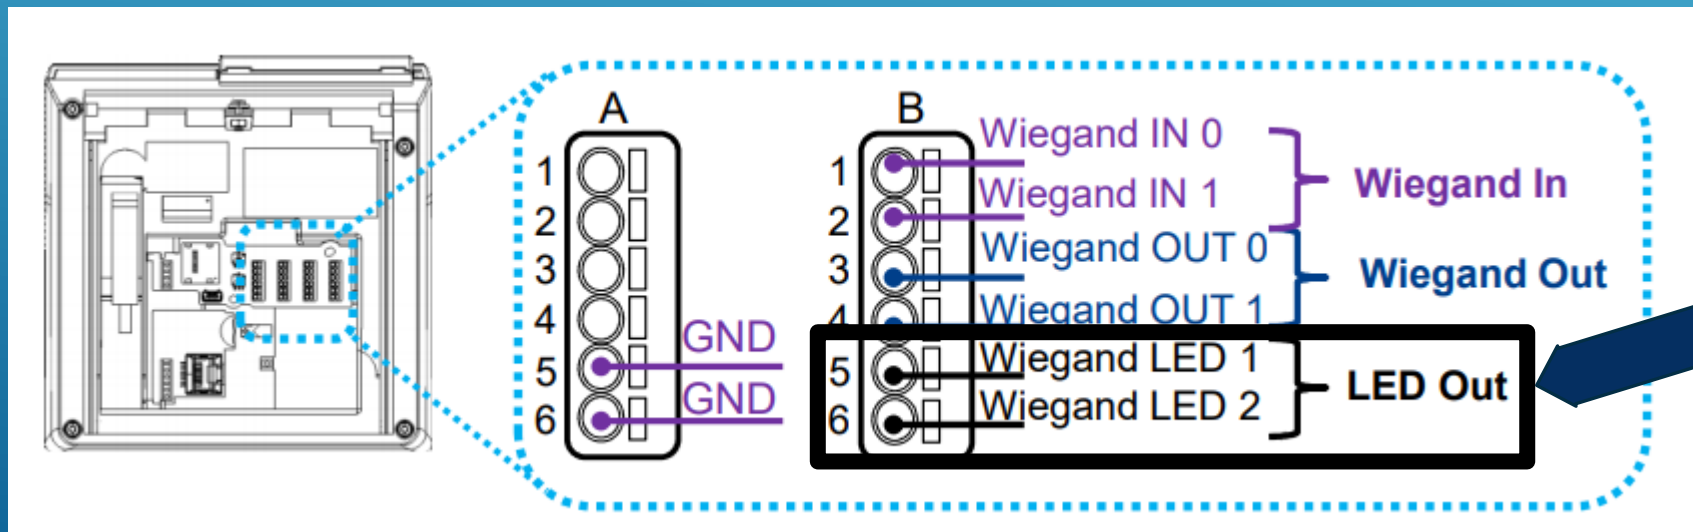 A
1
2
3
4
5
6
GND
GND
B
1
2
3
4
5
6
Wiegand IN 0
Wiegand IN 1
Wiegand OUT 0
Wiegand OUT 1
Wiegand LED 1
Wiegand LED 2
Wiegand In
Wiegand Out
LED Out